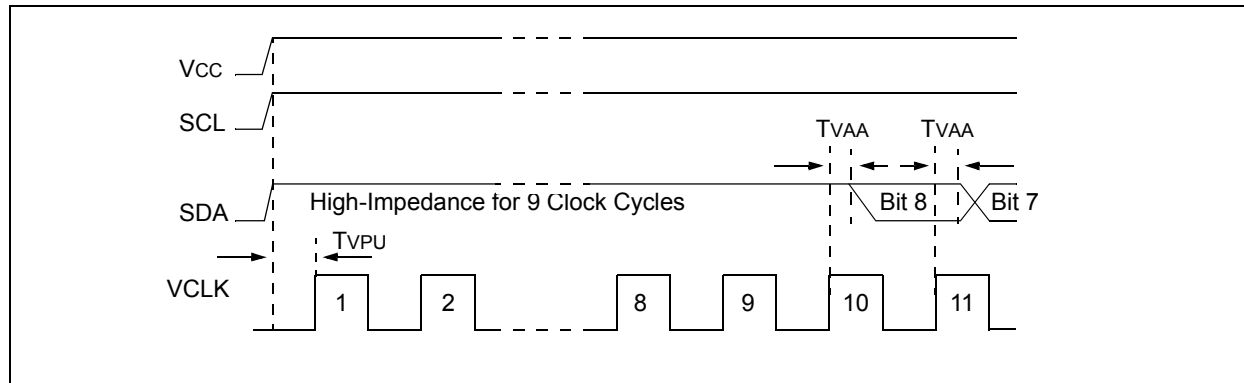 VCC
SCL
TVAA TVAA
SDA High-Impedance for 9 Clock Cycles Bit 8 Bit 7
TVPU
VCLK 1 2 8 9 10 11